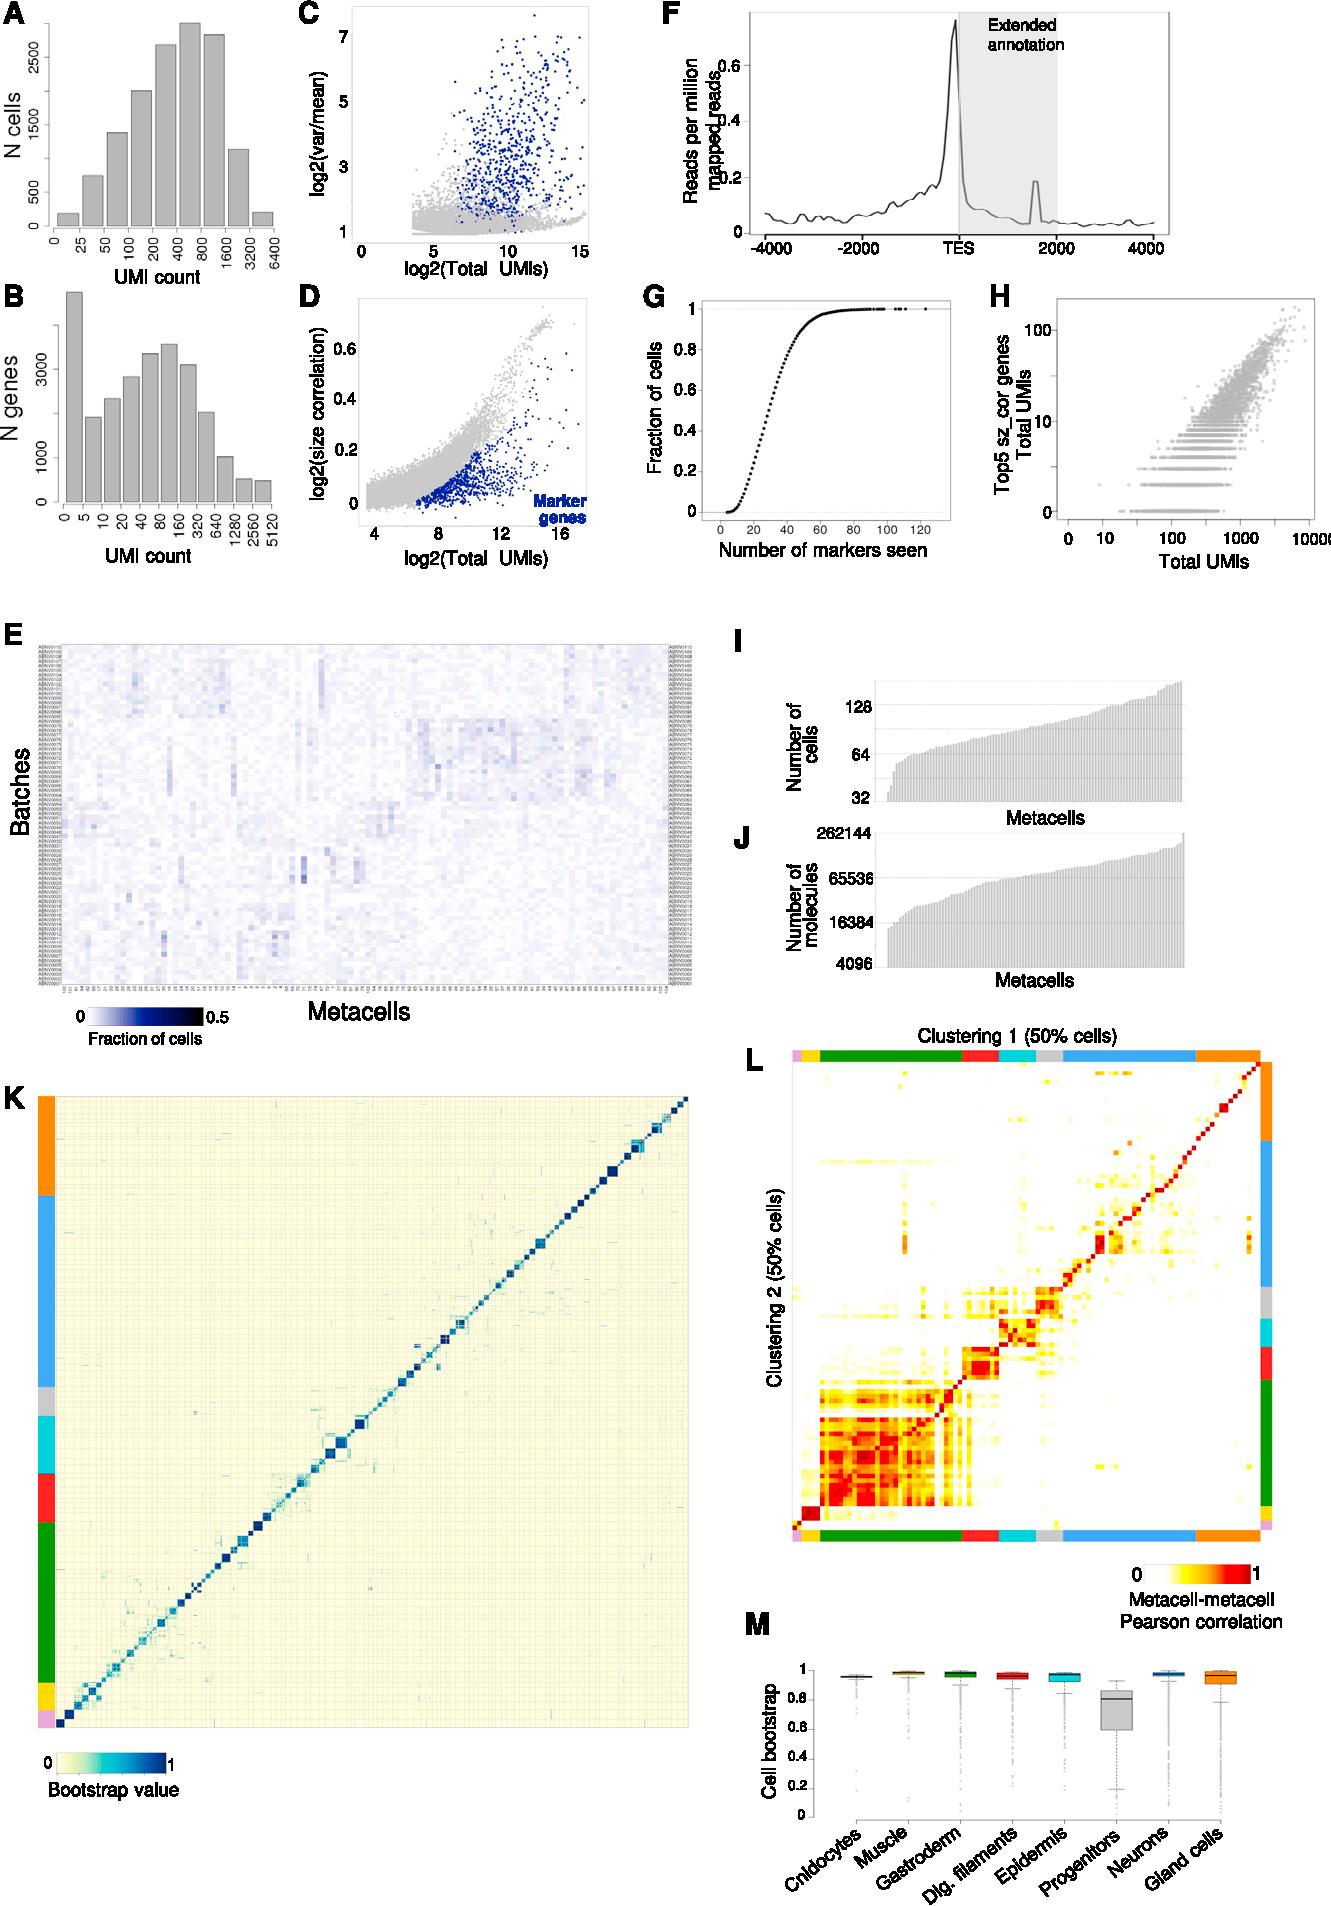 A
N cells
0
500
1500
2500
0
25
50
100
200
400
800
1600
3200
6400
UMI count
B
N genes
0
1000
3000
0
5
10
20
40
80
160
320
640
1280
2560
5120
UMI count
C
log2(var/mean)
7
5
3
1
0
5
10
15
log2(Total UMIs)
D
log2(size correlation)
0.6
0.4
0.2
0
Marker
genes
4
8
12
16
log2(Total UMIs)
F
Reads per million
mapped reads
0.6
0.4
0.2
0
Extended
annotation
-4000
-2000
TES
2000
4000
G
Fraction of cells
1
0.8
0.6
0.4
0.2
0
0
20
40
60
80
100
120
Number of markers seen
H
Top5 sz_cor genes
Total UMIs
100
10
0
0
10
100
1000
10000
Total UMIs
E
Batches
Metacells
0
0.5
Fraction of cells
I
Number of
cells
128
64
32
Metacells
J
Number of
molecules
262144
65536
16384
4096
Metacells
K
0
1
Bootstrap value
L
Clustering 1 (50% cells)
Clustering 2 (50% cells)
0
1
Metacell-metacell
Pearson correlation
M
Cell bootstrap
1
0.8
0.6
0.4
0.2
0
Cnidocytes
Muscle
Gastroderm
Dig. filaments
Epidermis
Progenitors
Neurons
Gland cells